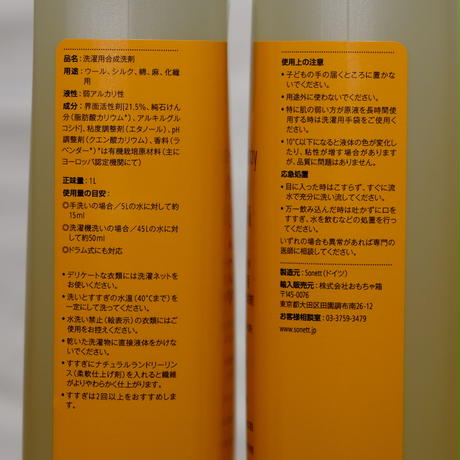 品名：洗濯用合成洗剤
用途：ウール、シルク、綿、麻、化繊
用
液性：弱アルカリ性
成分：界面活性剤[21.5%、純石けん
分（脂肪酸カリウム*）、アルキルグル
コシド]、粘度調整剤（エタノール）、pH
調整剤（クエン酸カリウム）、香料（ラ
ベンダー*）*は有機栽培原材料（主に
ヨーロッパ認定機関にて）
正味量：1L
使用量の目安：
◎手洗いの場合／5Lの水に対して約
15ml
◎洗濯機洗いの場合／45Lの水に対し
て約50ml
◎ドラム式にも対応
•デリケートな衣類には洗濯ネットを
お使いください。
•洗いとすすぎの水温（40℃まで）を
一定にして洗ってください。
•水洗い禁止（絵表示）の衣類にはご
使用をお控えください。
•乾いた洗濯物に直接原液をかけな
いでください。
•すすぎにナチュラルランドリーリン
ス（柔軟仕上げ剤）を入れると繊維
がよりやわらかく仕上がります。
•すすぎは2回以上をおすすめしま
す。
使用上の注意
•子どもの手の届くところに置かな
いでください。
•用途外に使わないでください。
•特に肌の弱い方が原液を長時間使
用する時は洗濯用手袋をご使用く
ださい。
•10℃以下になると液体の色が変化し
たり、粘性が増す場合があります
が、品質に問題はありません。
応急処置
•目に入った時はこすらず、すぐに流
水で充分に洗い流してください。
•万一飲み込んだ時は吐かずに口を
すすぎ、水を飲むなどの処置を行っ
てください。
いずれの場合も異常があれば専門の
医師に相談してください。
製造元：Sonett（ドイツ）
輸入販売元：株式会社おもちゃ箱
〒145-0076
東京都大田区田園調布南26-12
お客様相談室：03-3759-3479
www.sonett.jp